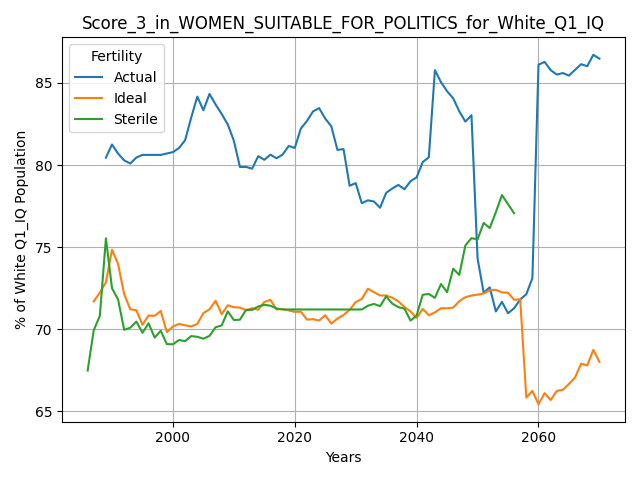 Score_3_in_WOMEN_SUITABLE_FOR_POLITICS_for_White_Q1_IQ
Fertility
Actual
Ideal
Sterile
% of White Q1_IQ Population
85
80
75
70
65
2000
2020
2040
2060
Years